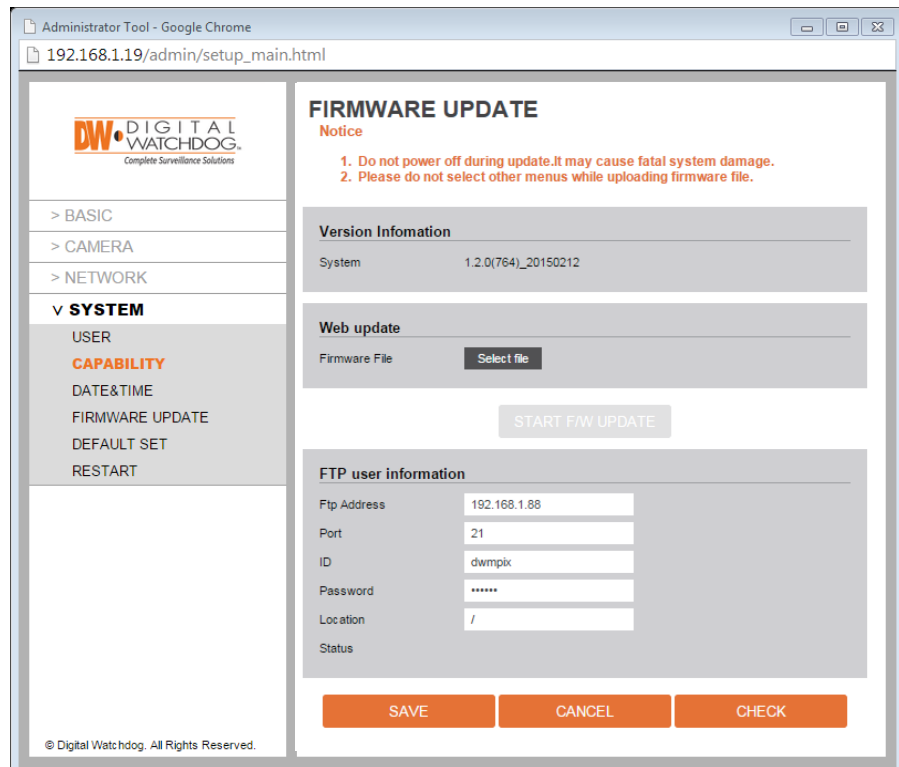 Administrator Tool - Google Chrome
192.168.1.19/admin/setup_main.html
DW DIGITAL
WATCHDOG®
Complete Surveillance Solutions
> BASIC
> CAMERA
> NETWORK
v SYSTEM
USER
CAPABILITY
DATE&TIME
FIRMWARE UPDATE
DEFAULT SET
RESTART
© Digital Watchdog. All Rights Reserved.
FIRMWARE UPDATE
Notice
1. Do not power off during update.It may cause fatal system damage.
2. Please do not select other menus while uploading firmware file.
Version Infomation
System 1.2.0(764)_20150212
Web update
Firmware File Select file
START F/W UPDATE
FTP user information
Ftp Address 192.168.1.88
Port 21
ID dwmpix
Password ••••••
Location /
Status
SAVE CANCEL CHECK